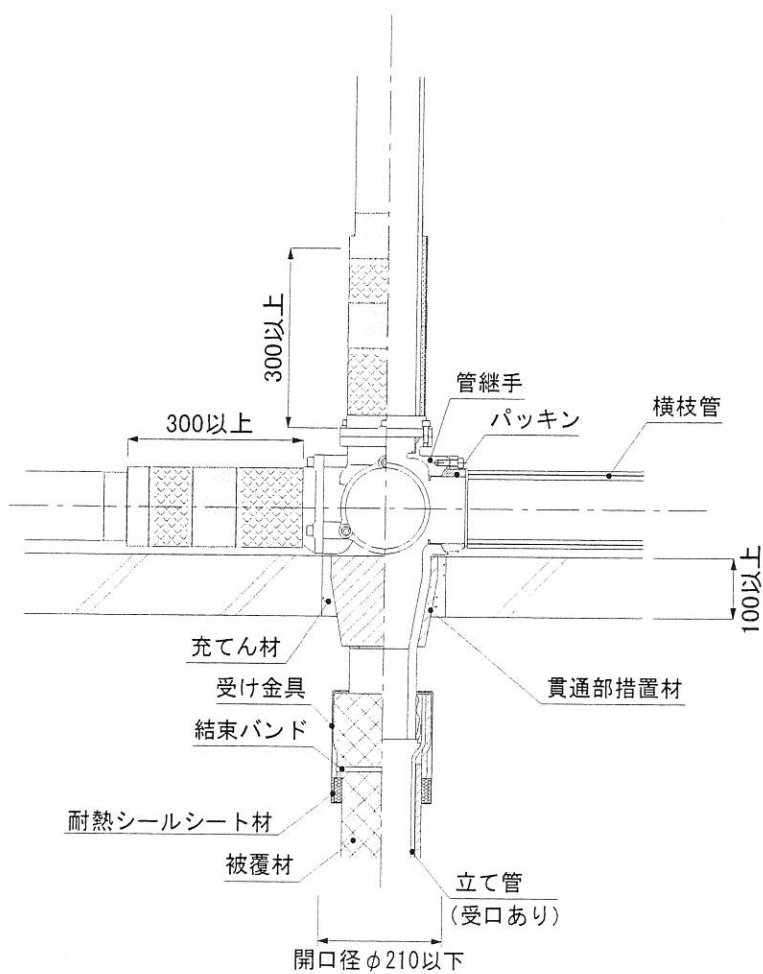 300以上
管継手
パッキン
横枝管
300以上
100以上
充てん材
貫通部措置材
受け金具
結束バンド
耐熱シールシート材
被覆材
立て管
(受口あり)
開口径φ210以下